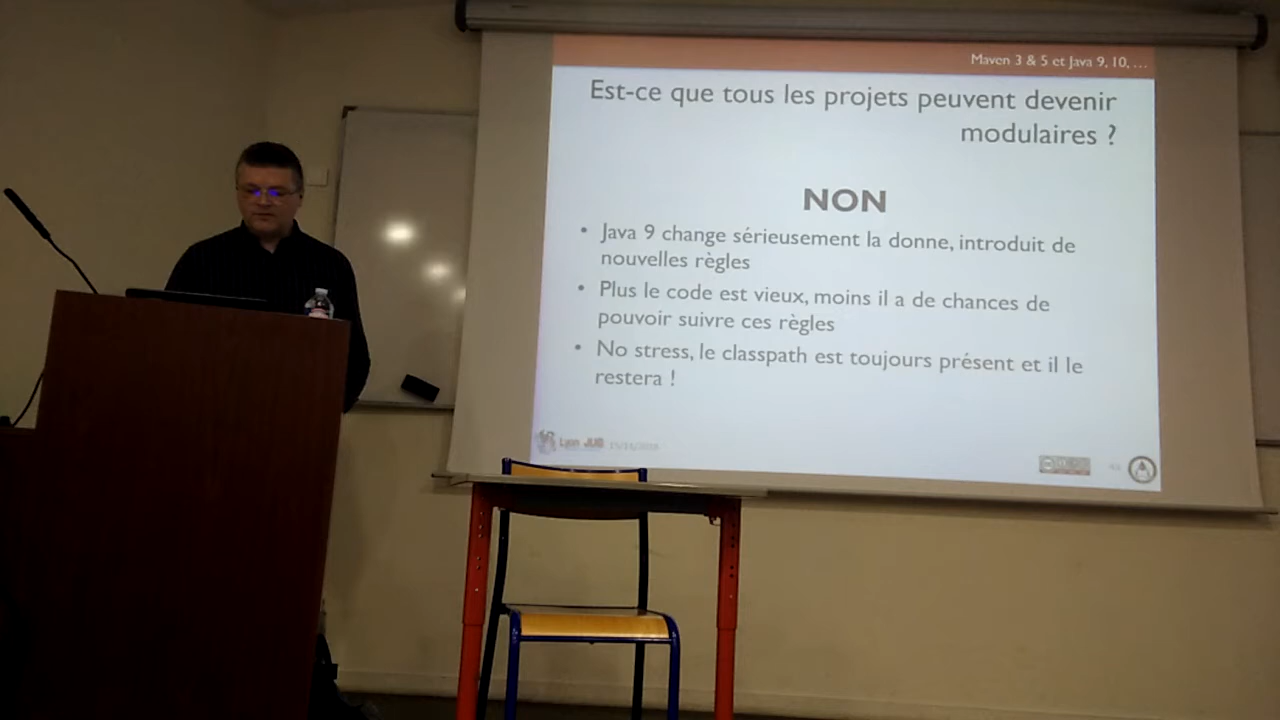 Maven 3 & 5 et Java 9, 10, ...
Est-ce que tous les projets peuvent devenir
modulaires ?
NON
• Java 9 change sérieusement la donne, introduit de
nouvelles règles
• Plus le code est vieux, moins il a de chances de
pouvoir suivre ces règles
• No stress, le classpath est toujours présent et il le
restera !
Lyon JUG